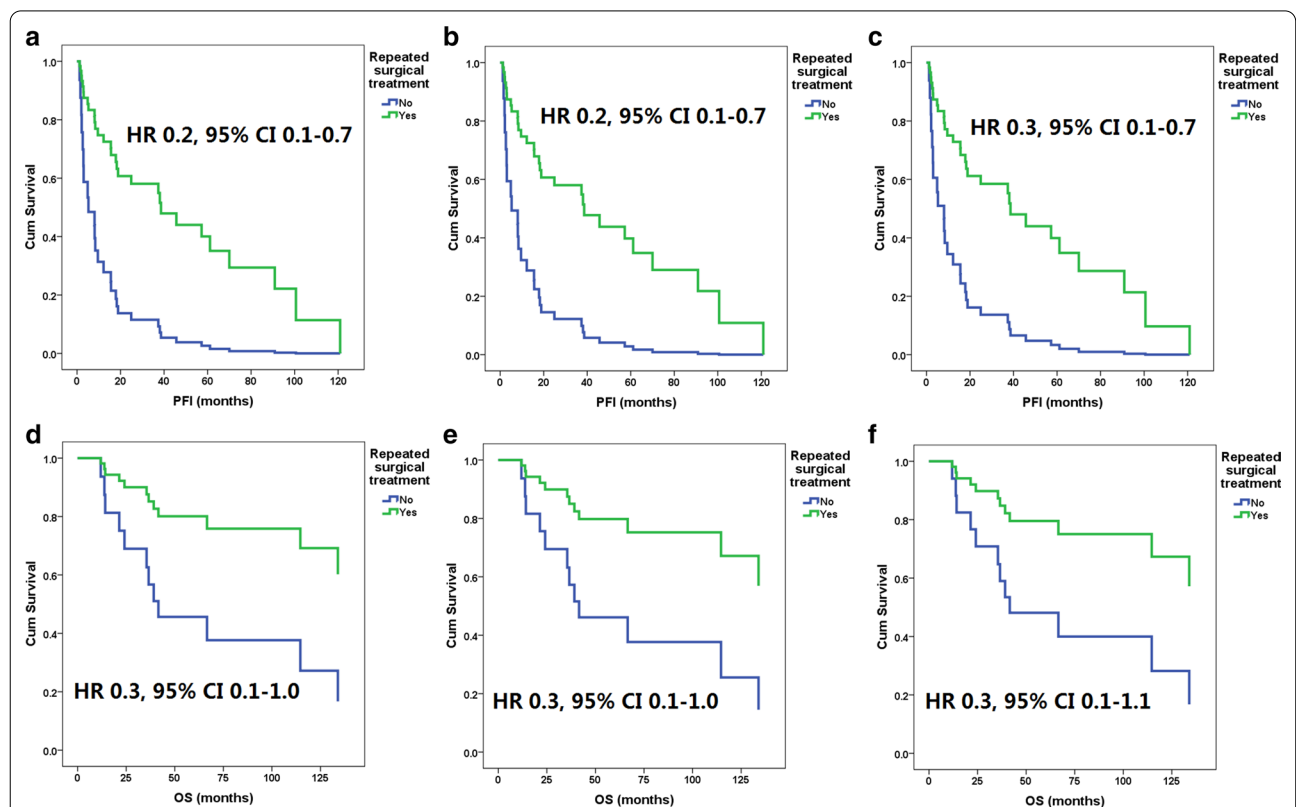 a
Repeated
surgical
treatment
No
Yes
HR 0.2, 95% CI 0.1-0.7
Cum Survival
1.0
0.8
0.6
0.4
0.2
0.0
0 20 40 60 80 100 120
PFI (months)
b
Repeated
surgical
treatment
No
Yes
HR 0.2, 95% CI 0.1-0.7
Cum Survival
1.0
0.8
0.6
0.4
0.2
0.0
0 20 40 60 80 100 120
PFI (months)
c
Repeated
surgical
treatment
No
Yes
HR 0.3, 95% CI 0.1-0.7
Cum Survival
1.0
0.8
0.6
0.4
0.2
0.0
0 20 40 60 80 100 120
PFI (months)
d
Repeated
surgical
treatment
No
Yes
Cum Survival
1.0
0.8
0.6
0.4
0.2
0.0
HR 0.3, 95% CI 0.1-1.0
0 25 50 75 100 125
OS (months)
e
Repeated
surgical
treatment
No
Yes
Cum Survival
1.0
0.8
0.6
0.4
0.2
0.0
HR 0.3, 95% CI 0.1-1.0
0 25 50 75 100 125
OS (months)
f
Repeated
surgical
treatment
No
Yes
Cum Survival
1.0
0.8
0.6
0.4
0.2
0.0
HR 0.3, 95% CI 0.1-1.1
0 25 50 75 100 125
OS (months)